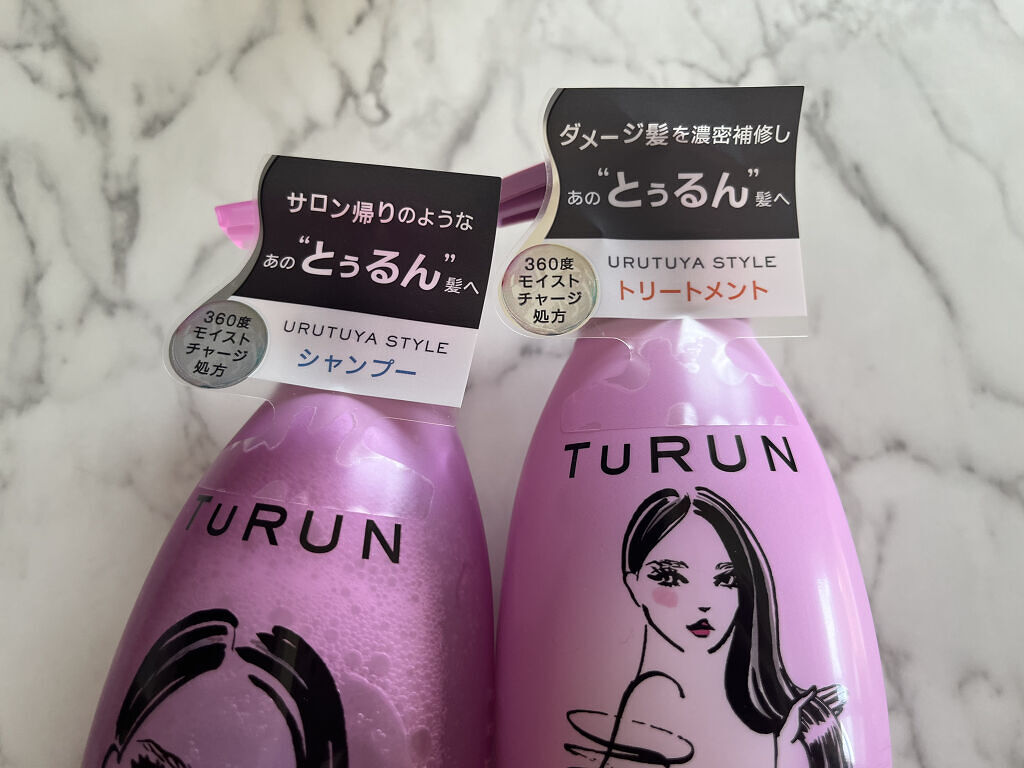 サロン帰りのような
あの“とぅるん”髪へ
360度
モイスト
チャージ
処方
URUTUYA STYLE
シャンプー
TURUN
ダメージ髪を濃密補修し
あの“とぅるん”髪へ
360度
モイスト
チャージ
処方
URUTUYA STYLE
トリートメント
TURUN